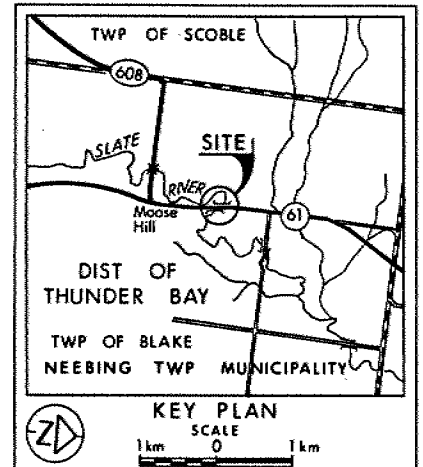 TWP OF SCOBLE
608
SLATE
RIVER
SITE
61
Moose
Hill
DIST OF
THUNDER BAY
TWP OF BLAKE
NEEBING TWP MUNICIPALITY
Z
KEY PLAN
SCALE
1km 0 1km